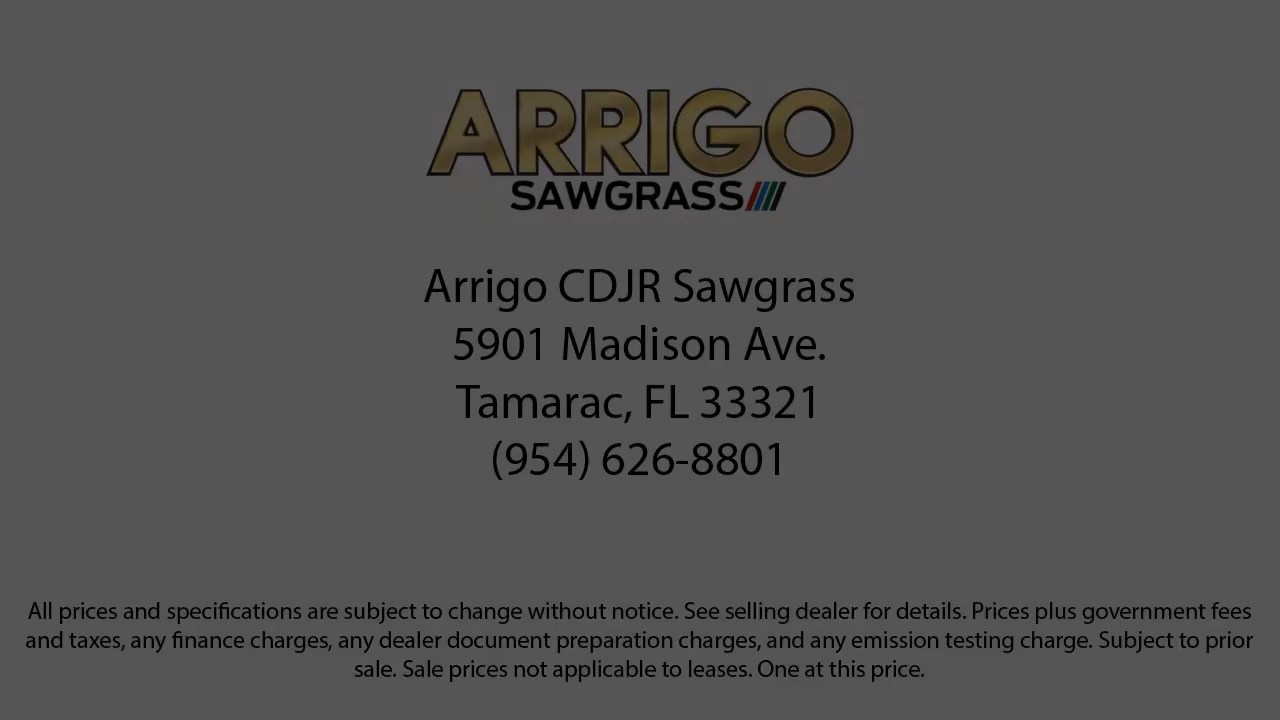 ARRIGO
SAWGRASS
Arrigo CDJR Sawgrass
5901 Madison Ave.
Tamarac, FL 33321
(954) 626-8801
All prices and specifications are subject to change without notice. See selling dealer for details. Prices plus government fees
and taxes, any finance charges, any dealer document preparation charges, and any emission testing charge. Subject to prior
sale. Sale prices not applicable to leases. One at this price.